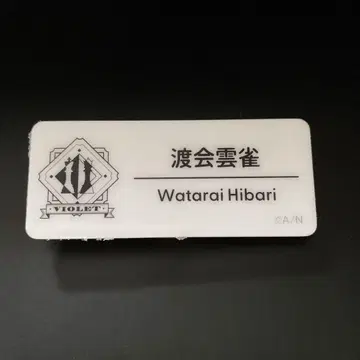 渡会雲雀
Watarai Hibari
VIOLET
©A/N